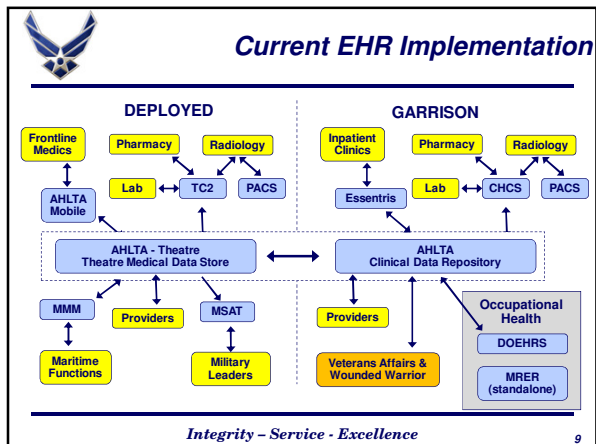 Current EHR Implementation
DEPLOYED
GARRISON
Frontline
Medics
Pharmacy
Radiology
Lab
TC2
PACS
AHLTA
Mobile
AHLTA - Theatre
Theatre Medical Data Store
MMM
Providers
MSAT
Maritime
Functions
Military
Leaders
Inpatient
Clinics
Pharmacy
Radiology
Essentris
Lab
CHCS
PACS
AHLTA
Clinical Data Repository
Providers
Veterans Affairs &
Wounded Warrior
Occupational
Health
DOEHRS
MRER
(standalone)
Integrity – Service - Excellence
9